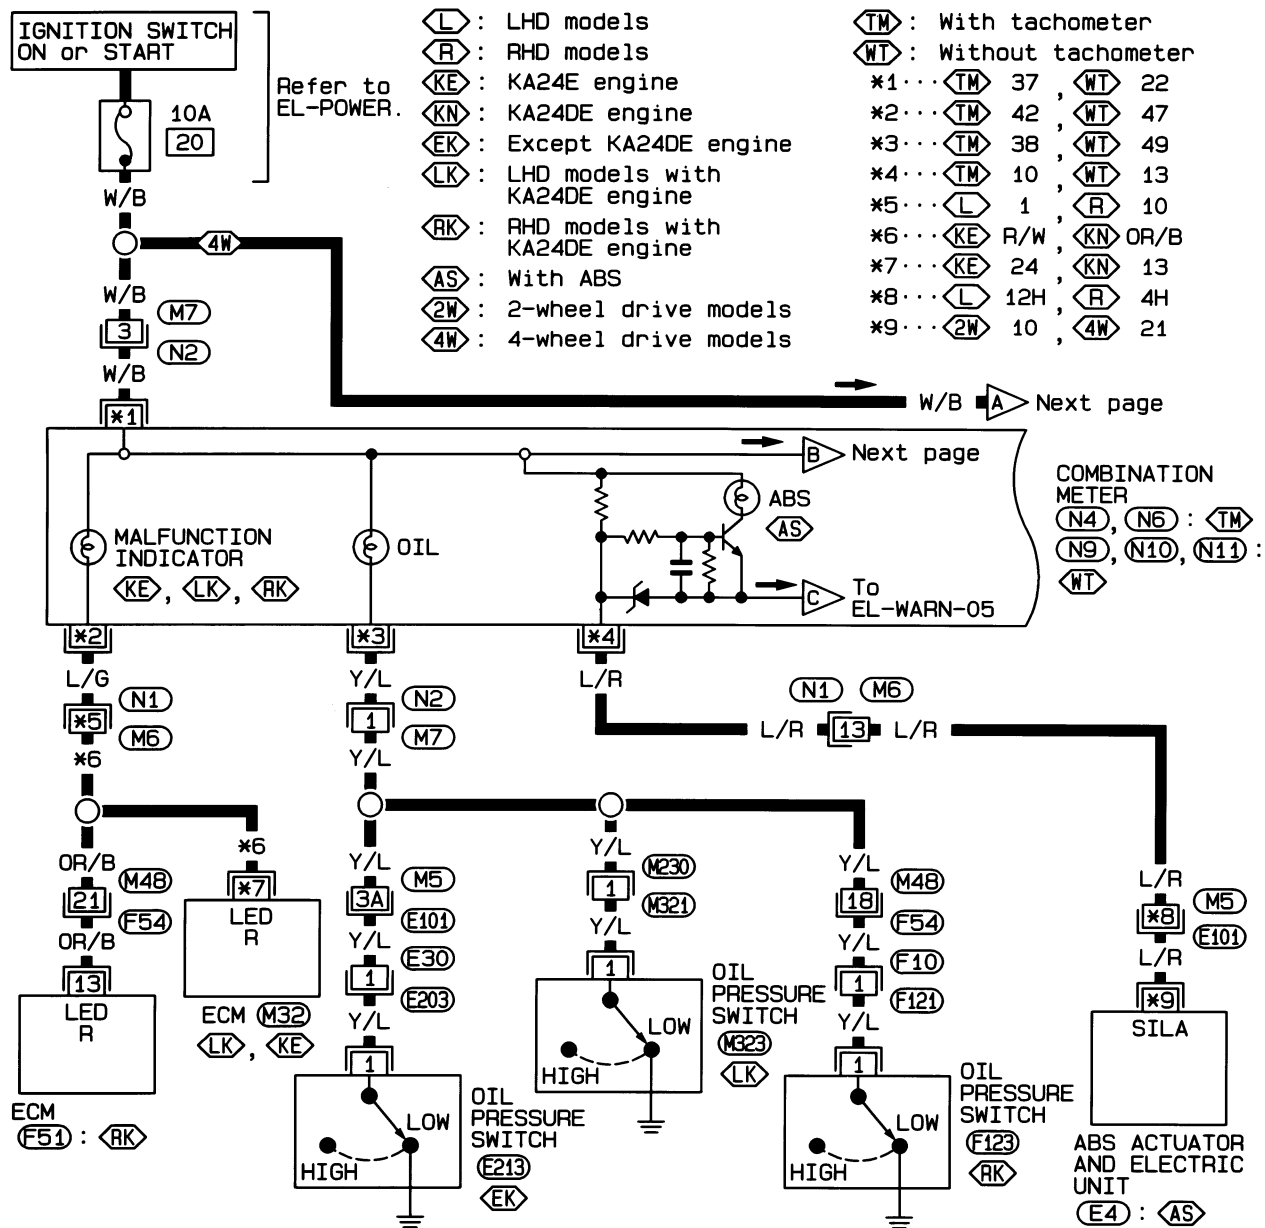 IGNITION SWITCH
ON or START
10A
20
Refer to
EL-POWER.
L : LHD models
R : RHD models
KE : KA24E engine
KN : KA24DE engine
EK : Except KA24DE engine
LK : LHD models with
KA24DE engine
RK : RHD models with
KA24DE engine
AS : With ABS
2W : 2-wheel drive models
4W : 4-wheel drive models
TM : With tachometer
WT : Without tachometer
*1···TM 37 , WT 22
*2···TM 42 , WT 47
*3···TM 38 , WT 49
*4···TM 10 , WT 13
*5···L 1 , R 10
*6···KE R/W , KN OR/B
*7···KE 24 , KN 13
*8···L 12H , R 4H
*9···2W 10 , 4W 21
W/B
4W
W/B
3
M7
N2
W/B
*1
W/B A Next page
B Next page
MALFUNCTION
INDICATOR
KE , LK , RK
OIL
ABS
AS
C To
EL-WARN-05
COMBINATION
METER
N4 , N6 : TM
N9 , N10 , N11 :
WT
*2
*3
*4
L/G
Y/L
L/R
*5
N1
M6
1
N2
M7
N1 M6
L/R 13 L/R
*6
Y/L
OR/B
21
M48
F54
OR/B
13
LED
R
ECM
F51 : RK
*6
*7
LED
R
ECM M32
LK , KE
Y/L
3A
M5
E101
Y/L
1
E30
E203
Y/L
1
LOW
HIGH
OIL
PRESSURE
SWITCH
E213
EK
Y/L
1
M230
M321
Y/L
1
LOW
HIGH
OIL
PRESSURE
SWITCH
M323
LK
Y/L
18
M48
F54
Y/L
1
F10
F121
Y/L
1
LOW
HIGH
OIL
PRESSURE
SWITCH
F123
RK
L/R
*8
M5
E101
L/R
*9
SILA
ABS ACTUATOR
AND ELECTRIC
UNIT
E4 : AS